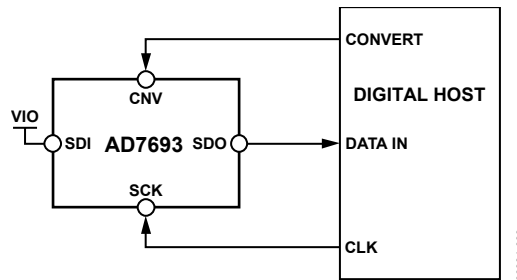 CONVERT
CNV
DIGITAL HOST
VIO
SDI AD7693 SDO
DATA IN
SCK
CLK